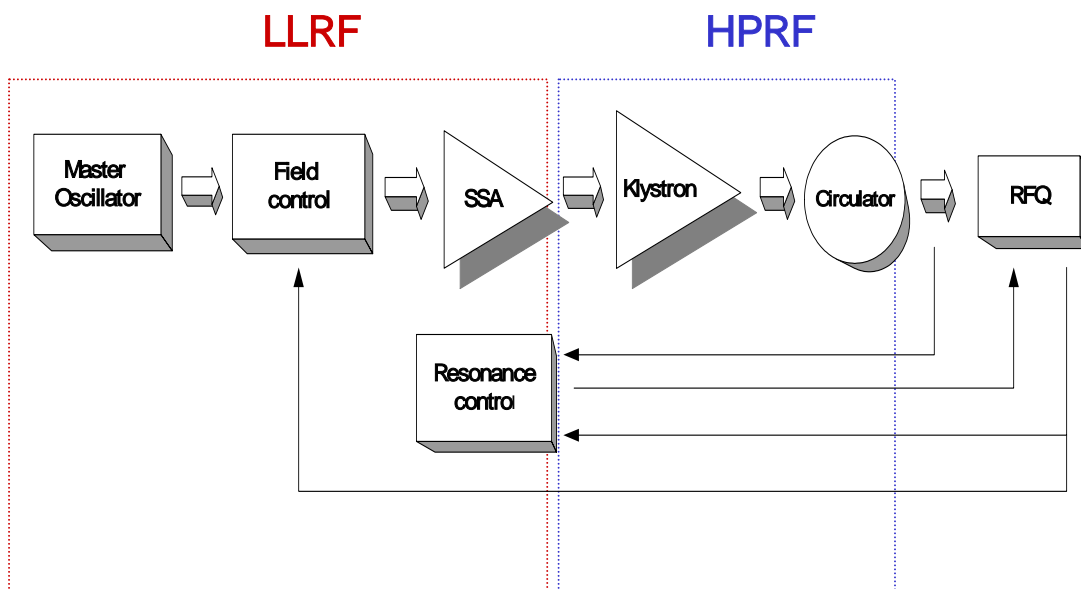 LLRF
HPRF
Master
Oscillator
Field
control
SSA
Klystron
Circulator
RFQ
Resonance
control